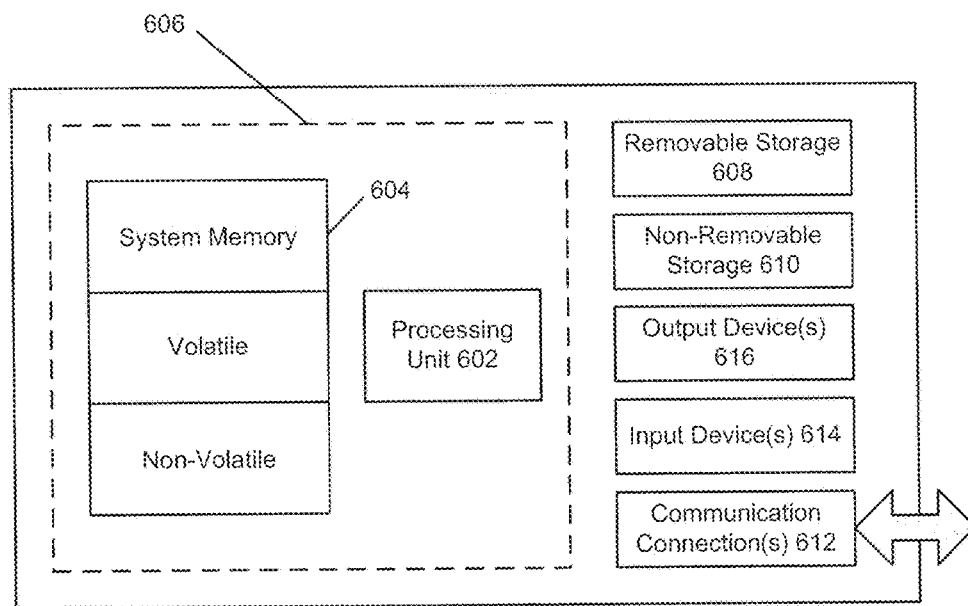 606
604
System Memory
Volatile
Non-Volatile
Processing
Unit 602
Removable Storage
608
Non-Removable
Storage 610
Output Device(s)
616
Input Device(s) 614
Communication
Connection(s) 612